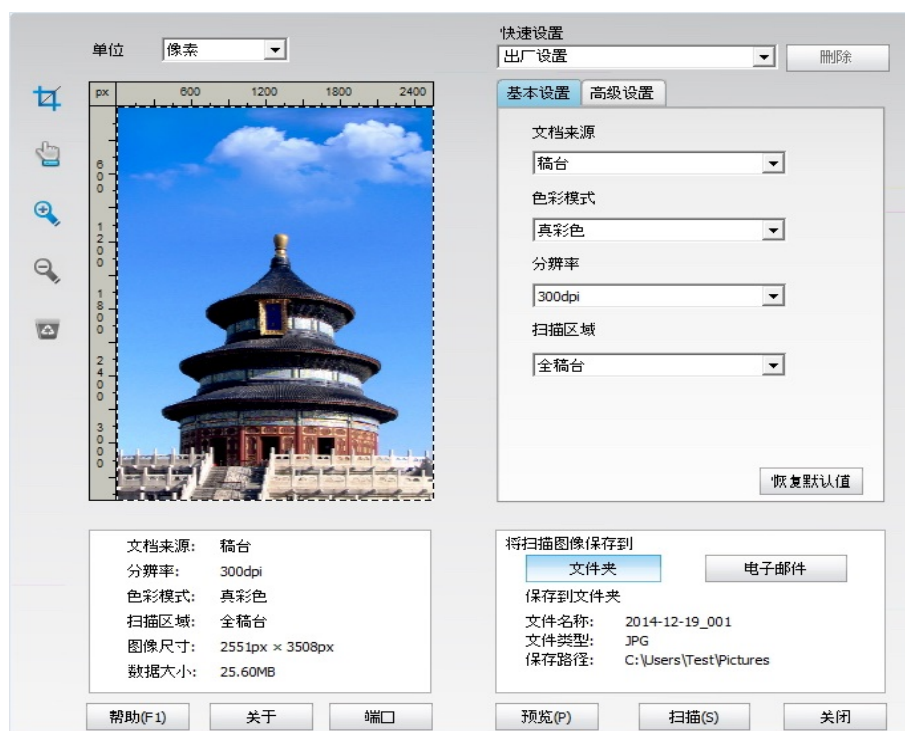 单位
像素
快速设置
出厂设置
删除
px 600 1200 1800 2400
600
1200
1800
2400
3000
基本设置
高级设置
文档来源
稿台
色彩模式
真彩色
分辨率
300dpi
扫描区域
全稿台
恢复默认值
文档来源: 稿台
分辨率: 300dpi
色彩模式: 真彩色
扫描区域: 全稿台
图像尺寸: 2551px × 3508px
数据大小: 25.60MB
将扫描图像保存到
文件夹
电子邮件
保存到文件夹
文件名称: 2014-12-19_001
文件类型: JPG
保存路径: C:\Users\Test\Pictures
帮助(F1)
关于
端口
预览(P)
扫描(S)
关闭